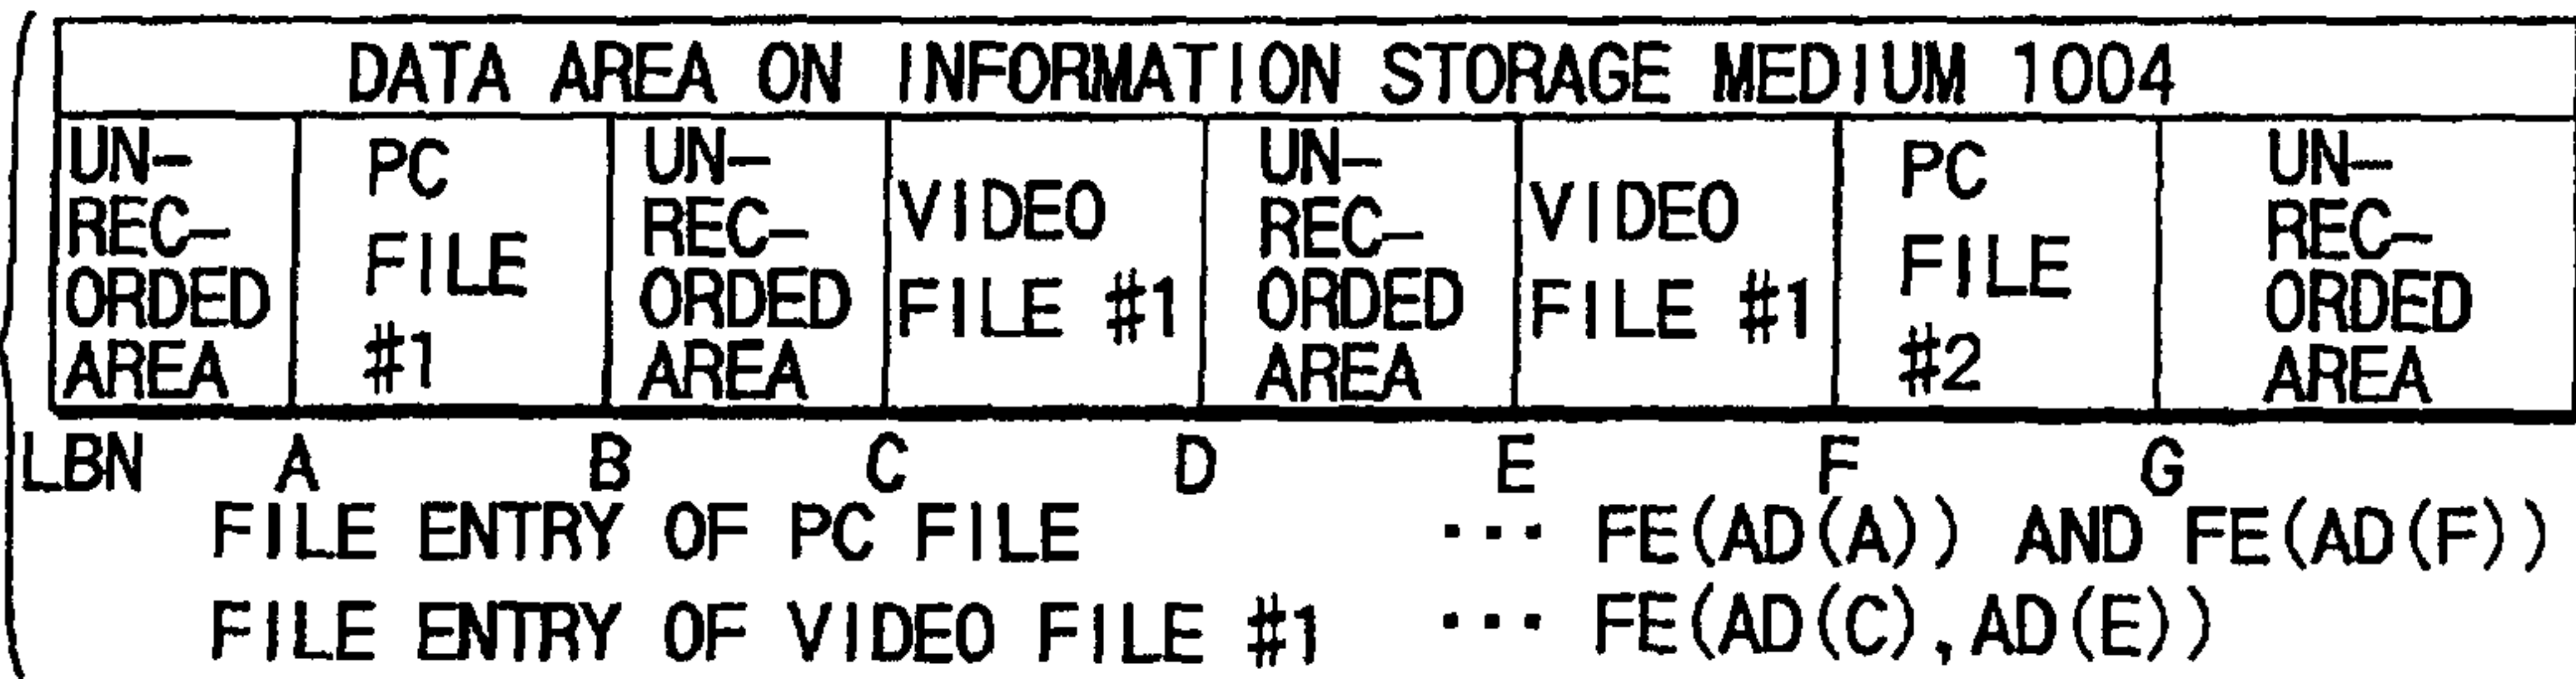 DATA AREA ON INFORMATION STORAGE MEDIUM 1004
UN-
REC-
ORDED
AREA
PC
FILE
#1
UN-
REC-
ORDED
AREA
VIDEO
FILE #1
UN-
REC-
ORDED
AREA
VIDEO
FILE #1
PC
FILE
#2
UN-
REC-
ORDED
AREA
LBN A B C D E F G
FILE ENTRY OF PC FILE ··· FE(AD(A)) AND FE(AD(F))
FILE ENTRY OF VIDEO FILE #1 ··· FE(AD(C),AD(E))